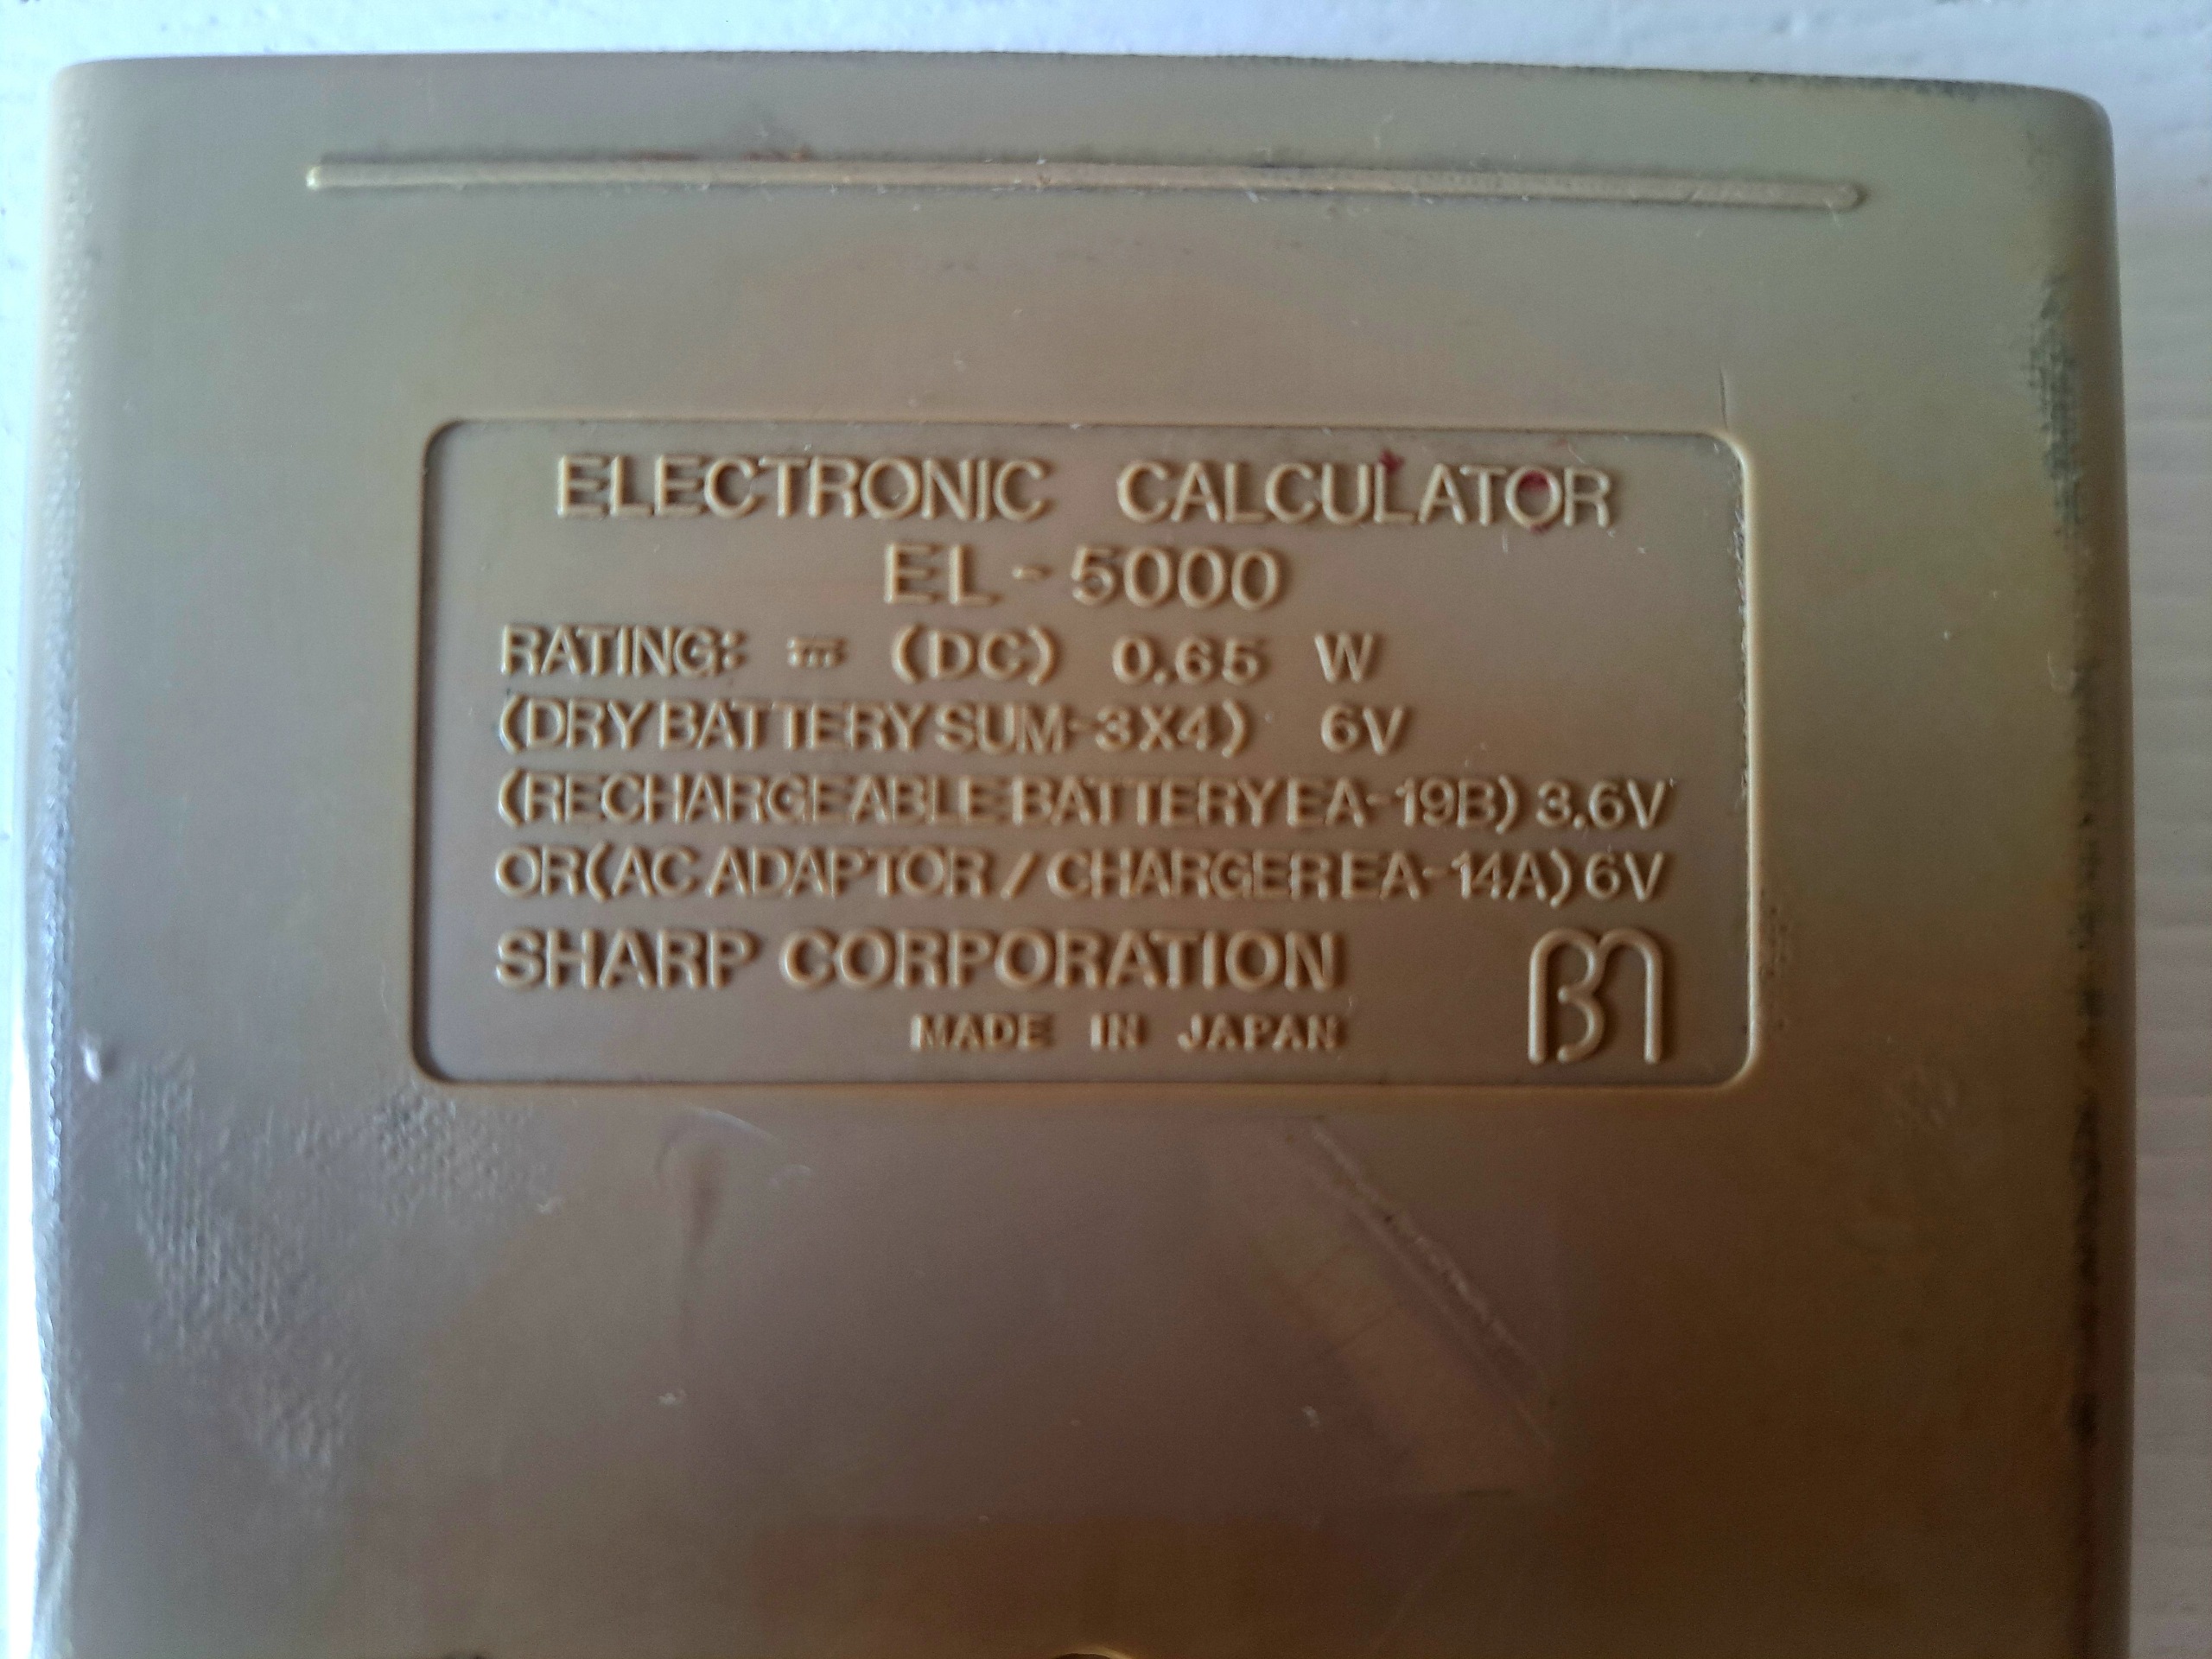 ELECTRONIC CALCULATOR
EL-5000
RATING: ⎓ (DC) 0.65 W
(DRY BATTERY SUM-3X4) 6V
(RECHARGEABLE BATTERY EA-19B) 3.6V
OR (AC ADAPTOR / CHARGER EA-14A) 6V
SHARP CORPORATION
MADE IN JAPAN